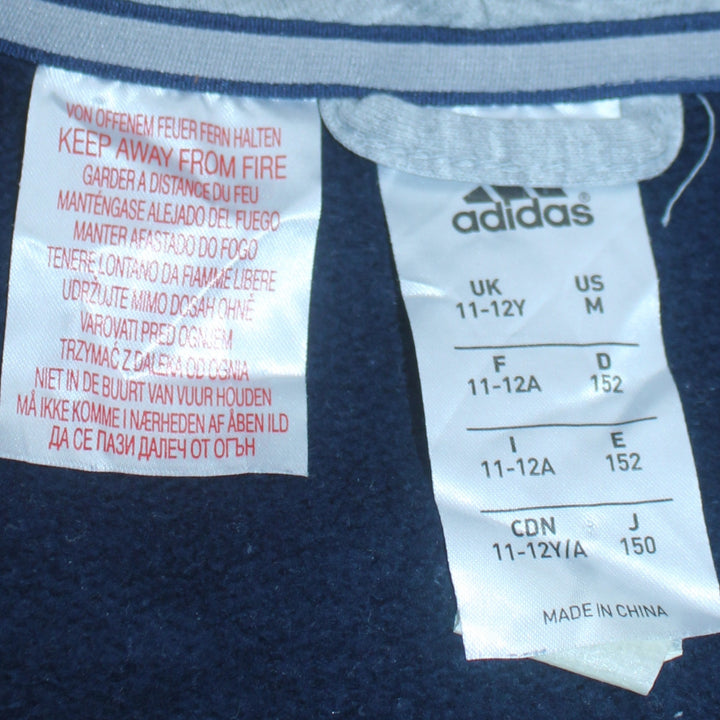 VON OFFENEM FEUER FERN HALTEN
KEEP AWAY FROM FIRE
GARDER A DISTANCE DU FEU
MANTÉNGASE ALEJADO DEL FUEGO
MANTER AFASTADO DO FOGO
TENERE LONTANO DA FIAMME LIBERE
UDRŽUJTE MIMO DOSAH OHNĚ
VAROVATI PRED OGNJEM
TRZYMAĆ Z DALEKA OD OGNIA
NIET IN DE BUURT VAN VUUR HOUDEN
MÅ IKKE KOMME I NÆRHEDEN AF ÅBEN ILD
ДА СЕ ПАЗИ ДАЛЕЧ ОТ ОГЪН
adidas®
UK US
11-12Y M
F D
11-12A 152
I E
11-12A 152
CDN J
11-12Y/A 150
MADE IN CHINA